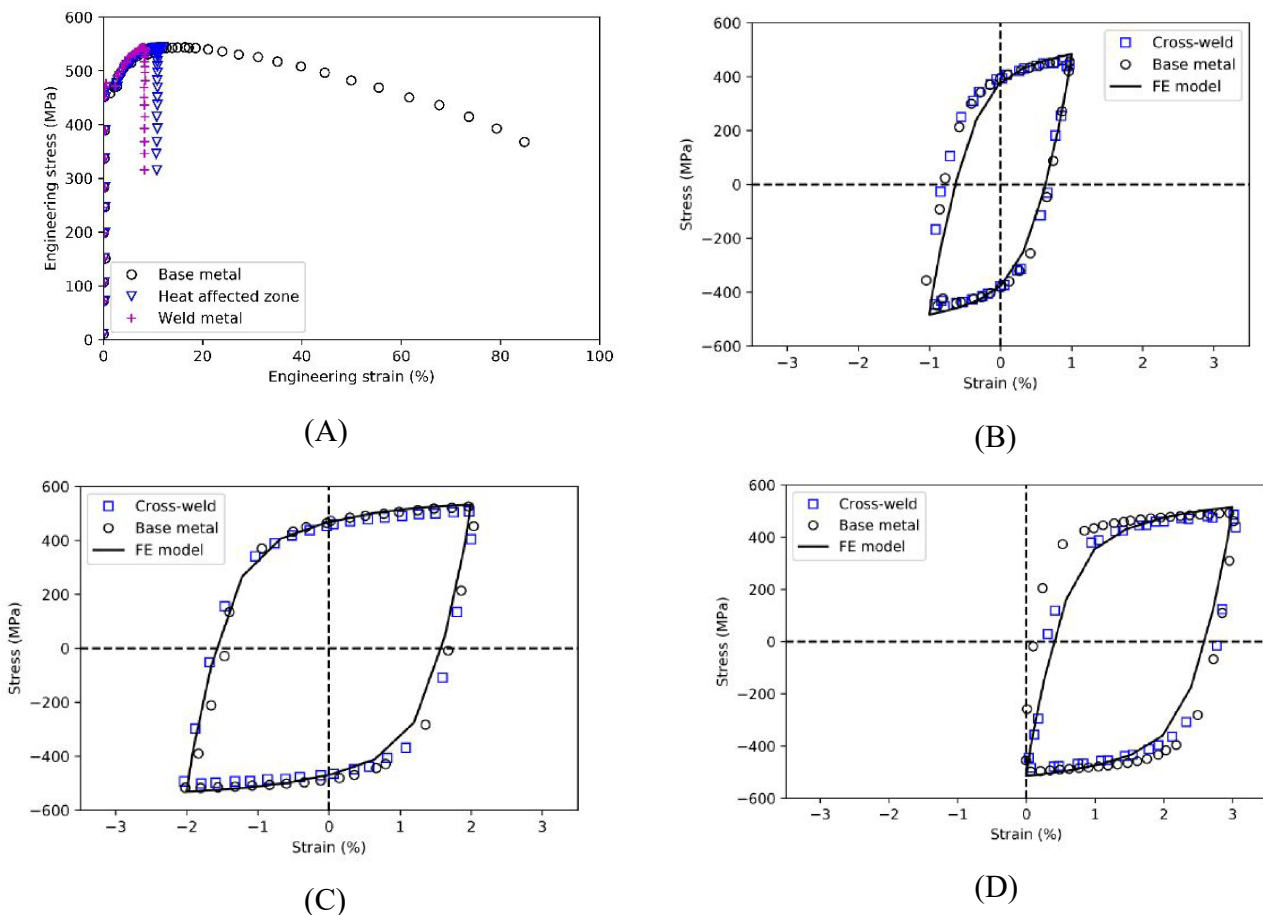 600
500
400
300
200
100
0
Engineering stress (MPa)
Base metal
Heat affected zone
Weld metal
0 20 40 60 80 100
Engineering strain (%)
(A)
600
400
200
0
−200
−400
−600
Stress (MPa)
Cross-weld
Base metal
FE model
−3 −2 −1 0 1 2 3
Strain (%)
(B)
600
400
200
0
−200
−400
−600
Stress (MPa)
Cross-weld
Base metal
FE model
−3 −2 −1 0 1 2 3
Strain (%)
(C)
600
400
200
0
−200
−400
−600
Stress (MPa)
Cross-weld
Base metal
FE model
−3 −2 −1 0 1 2 3
Strain (%)
(D)